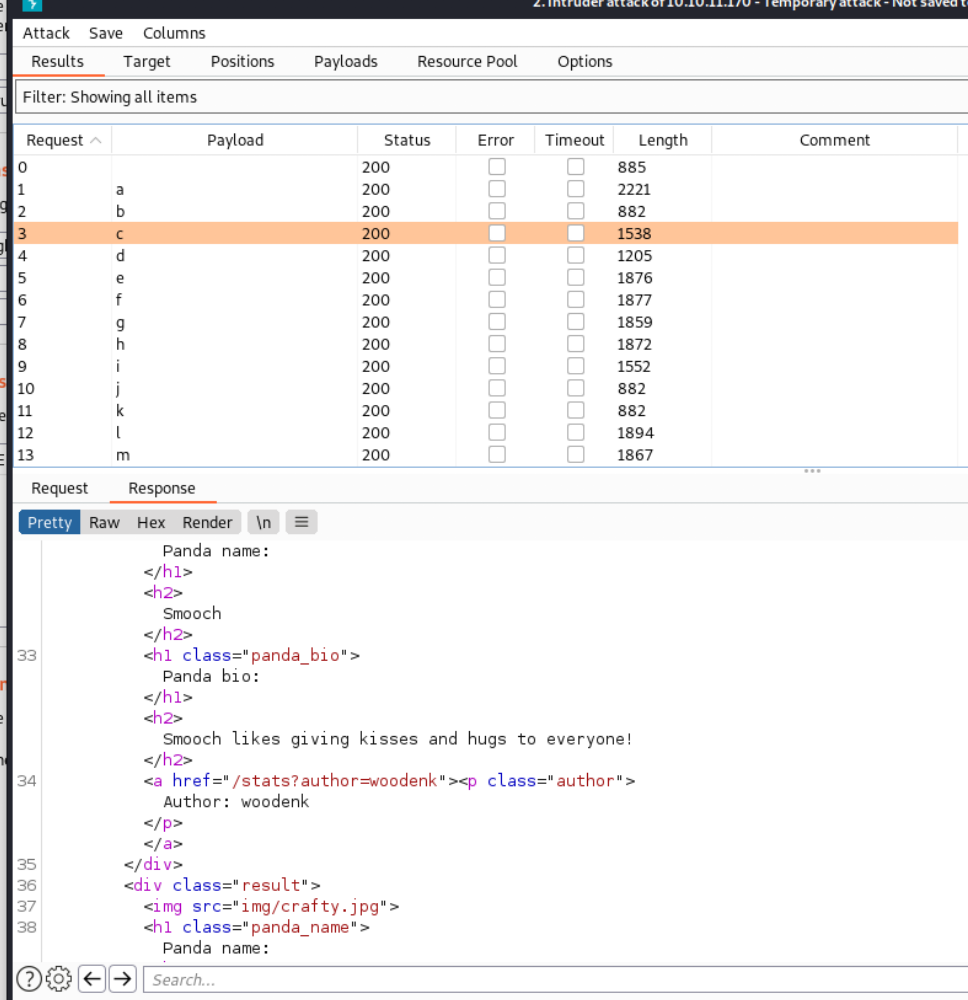 2. Intruder attack of 10.10.11.170 - Temporary attack - Not saved to
Attack Save Columns
Results Target Positions Payloads Resource Pool Options
Filter: Showing all items
Request Payload Status Error Timeout Length Comment
0 200 885
1 a 200 2221
2 b 200 882
3 c 200 1538
4 d 200 1205
5 e 200 1876
6 f 200 1877
7 g 200 1859
8 h 200 1872
9 i 200 1552
10 j 200 882
11 k 200 882
12 l 200 1894
13 m 200 1867
Request Response
Pretty Raw Hex Render \n
Panda name:
</h1>
<h2>
Smooch
</h2>
33 <h1 class="panda_bio">
Panda bio:
</h1>
<h2>
Smooch likes giving kisses and hugs to everyone!
</h2>
34 <a href="/stats?author=woodenk"><p class="author">
Author: woodenk
</p>
</a>
35 </div>
36 <div class="result">
37 <img src="img/crafty.jpg">
38 <h1 class="panda_name">
Panda name:
Search...